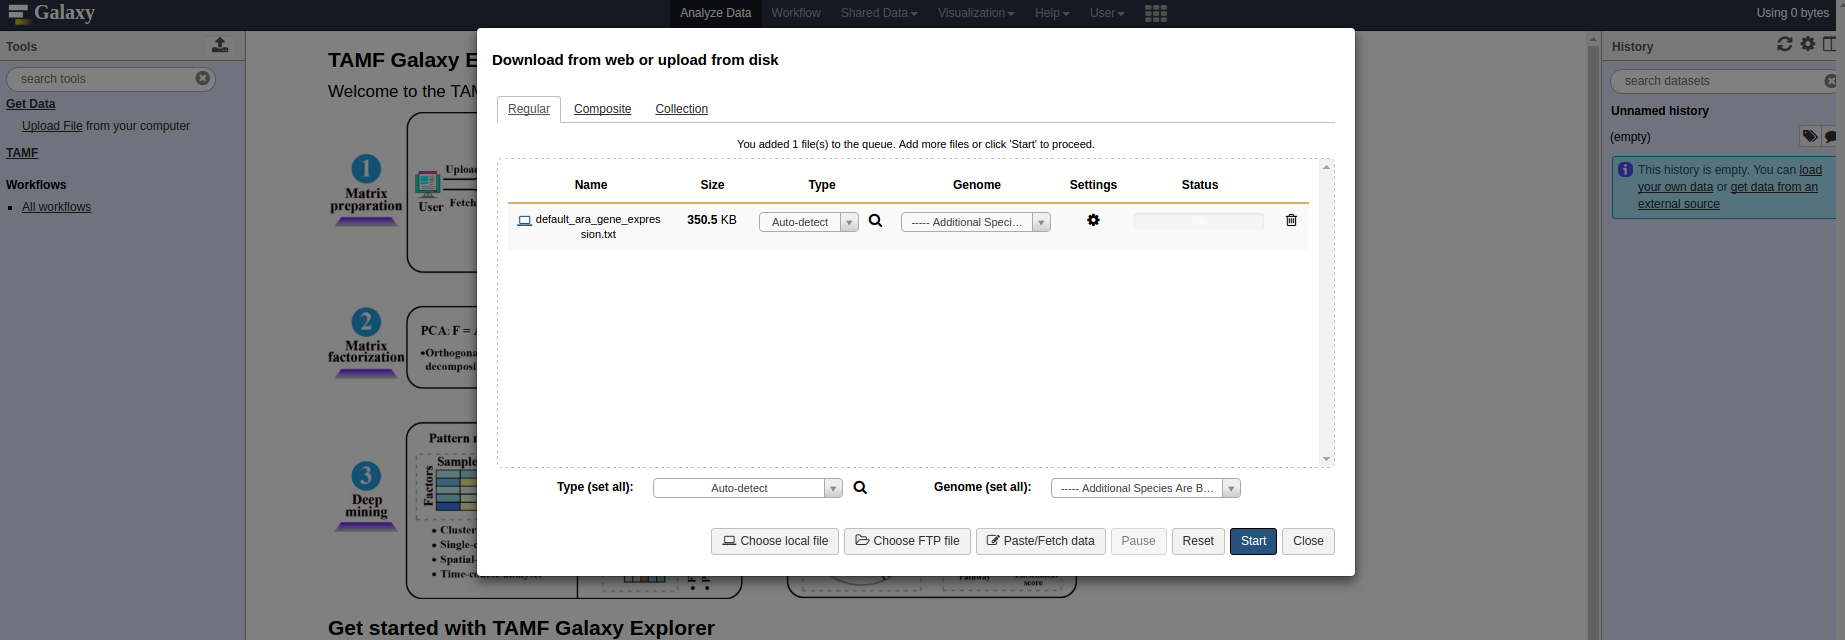 Galaxy
Analyze Data
Workflow
Shared Data
Visualization
Help
User
Using 0 bytes
Tools
search tools
Get Data
Upload File from your computer
TAMF
Workflows
All workflows
TAMF Galaxy E
Welcome to the TAM
1
Matrix
preparation
Upload
User
Fetch
2
Matrix
factorization
PCA: F =
•Orthogona
decomposi
3
Deep
mining
Pattern
Sample
Factors
• Cluster
• Single-
• Spatial-
• Time-course analyses
Pathway
score
Get started with TAMF Galaxy Explorer
Download from web or upload from disk
Regular
Composite
Collection
You added 1 file(s) to the queue. Add more files or click 'Start' to proceed.
Name
Size
Type
Genome
Settings
Status
default_ara_gene_expres
sion.txt
350.5 KB
Auto-detect
----- Additional Speci...
0%
Type (set all):
Auto-detect
Genome (set all):
----- Additional Species Are B...
Choose local file
Choose FTP file
Paste/Fetch data
Pause
Reset
Start
Close
History
search datasets
Unnamed history
(empty)
This history is empty. You can load
your own data or get data from an
external source